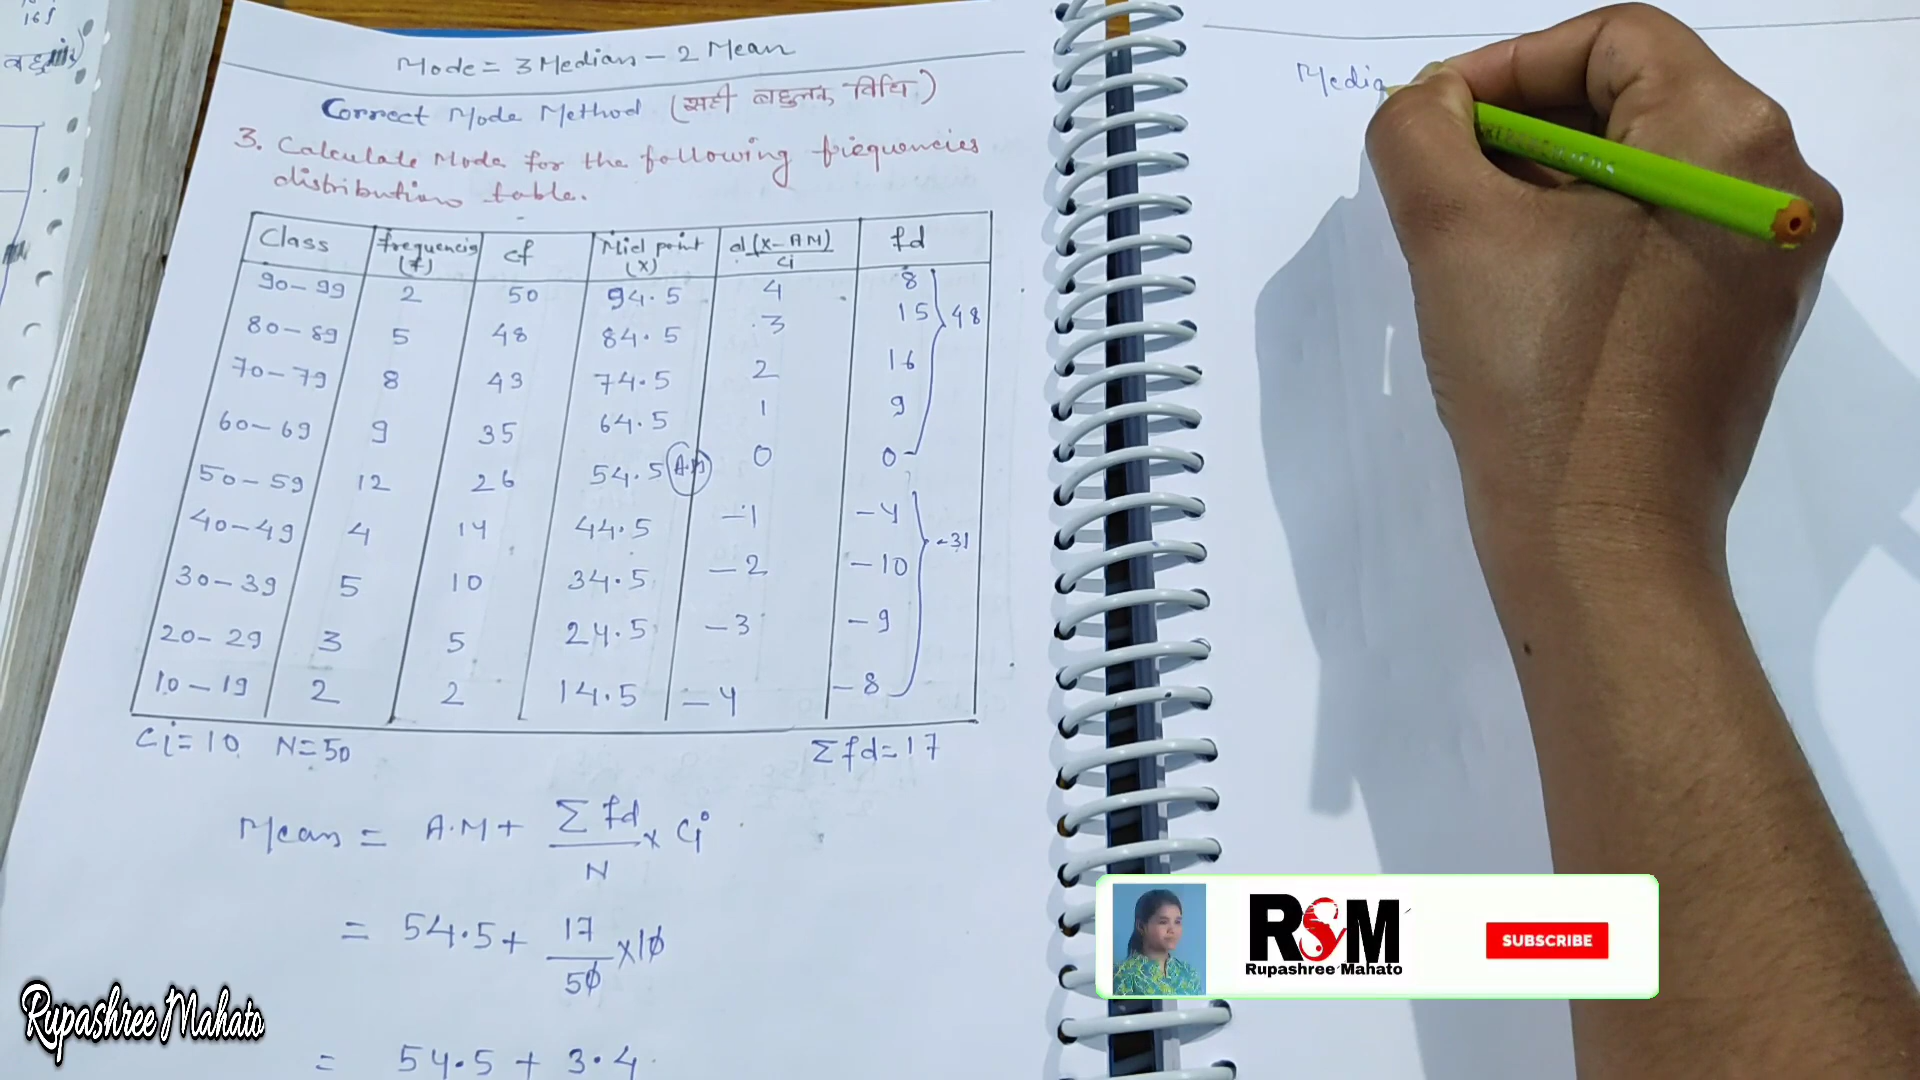 16f
Mode = 3 Median - 2 Mean
Correct Mode Method (सही बहुलक विधि)
3. Calculate Mode for the following frequencies
distribution table.
Class frequencies (f) cf Mid point (x) d (x-AM) / Ci fd
90-99 2 50 94.5 4 8
80-89 5 48 84.5 3 15 48
70-79 8 43 74.5 2 16
60-69 9 35 64.5 1 9
50-59 12 26 54.5 A.M 0 0
40-49 4 14 44.5 -1 -4
30-39 5 10 34.5 -2 -10 -31
20-29 3 5 24.5 -3 -9
10-19 2 2 14.5 -4 -8
Ci=10 N=50 Σfd=17
Mean = A.M + Σfd / N × Ci
= 54.5 + 17 / 50 × 10
= 54.5 + 3.4
Media
RSM
Rupashree Mahato
SUBSCRIBE
Rupashree Mahato